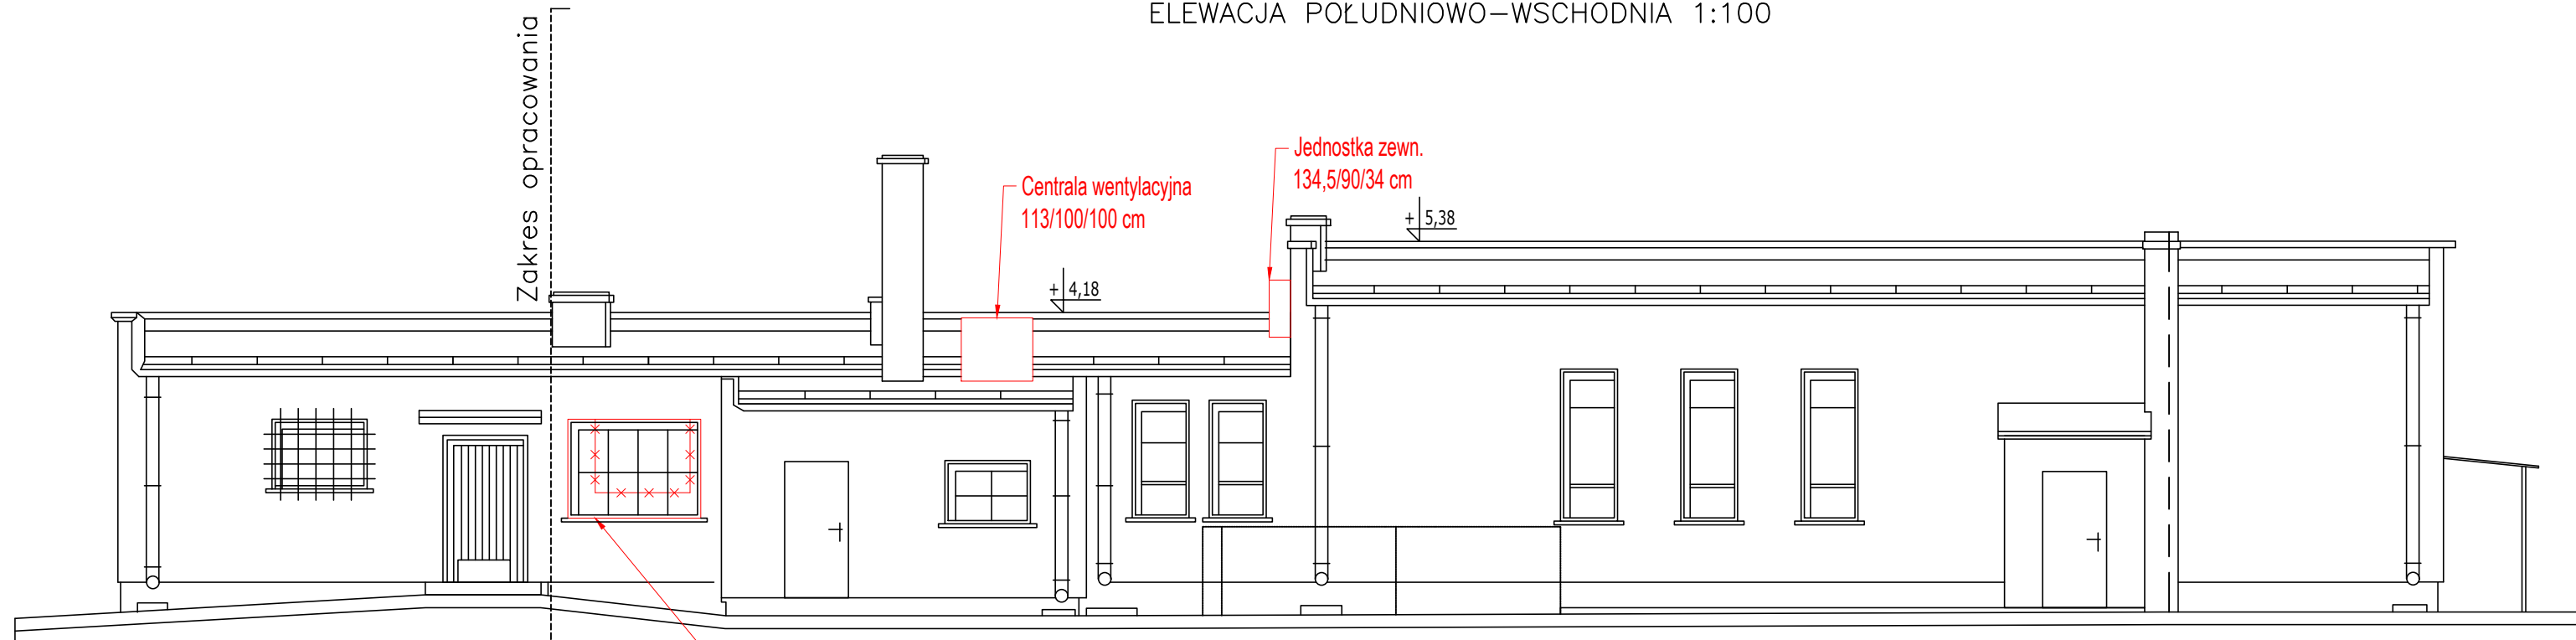 ELEWACJA POŁUDNIOWO-WSCHODNIA 1:100
Zakres opracowania
Jednostka zewn.
134,5/90/34 cm
Centrala wentylacyjna
113/100/100 cm
+ 5,38
+ 4,18